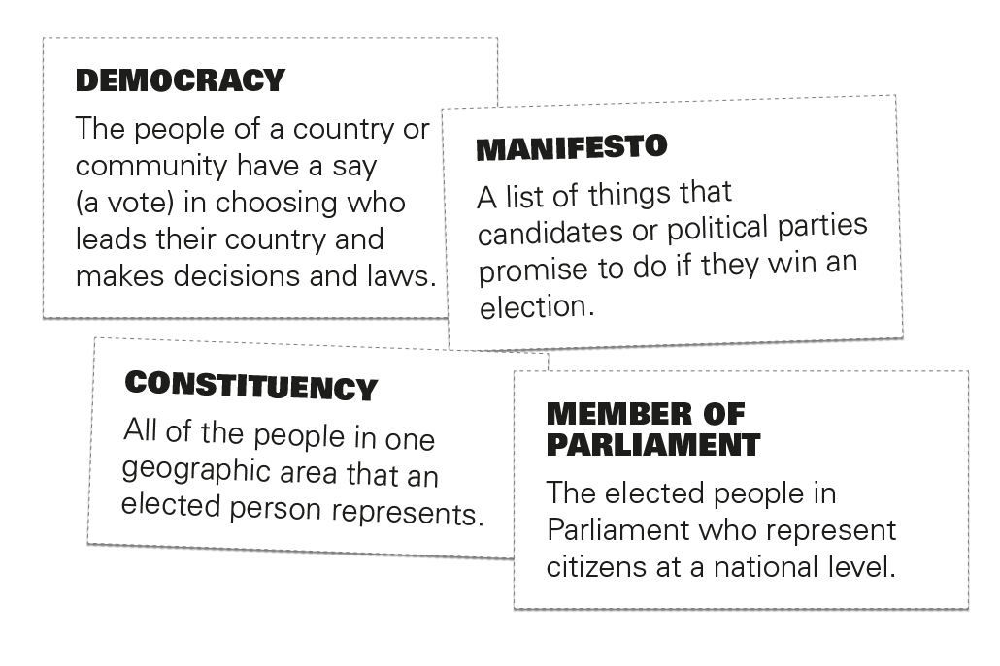 DEMOCRACY
The people of a country or
community have a say
(a vote) in choosing who
leads their country and
makes decisions and laws.
MANIFESTO
A list of things that
candidates or political parties
promise to do if they win an
election.
CONSTITUENCY
All of the people in one
geographic area that an
elected person represents.
MEMBER OF
PARLIAMENT
The elected people in
Parliament who represent
citizens at a national level.